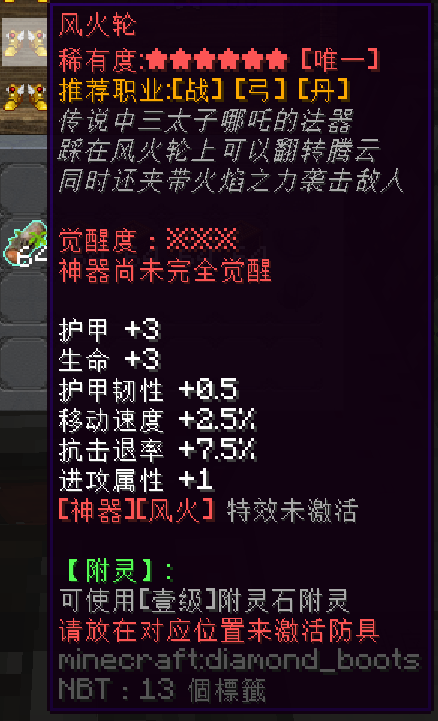 风火轮
稀有度:★★★★★★ [唯一]
推荐职业:[战] [弓] [丹]
传说中三太子哪吒的法器
踩在风火轮上可以翻转腾云
同时还夹带火焰之力袭击敌人
觉醒度：※※※
神器尚未完全觉醒
护甲 +3
生命 +3
护甲韧性 +0.5
移动速度 +2.5%
抗击退率 +7.5%
进攻属性 +1
[神器][风火] 特效未激活
【附灵】:
可使用[壹级]附灵石附灵
请放在对应位置来激活防具
minecraft:diamond_boots
NBT：13 個標籤
2